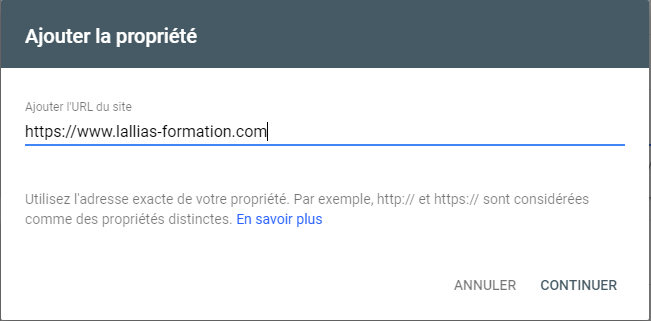 Ajouter la propriété
Ajouter l'URL du site
https://www.lallias-formation.com
Utilisez l'adresse exacte de votre propriété. Par exemple, http:// et https:// sont considérées
comme des propriétés distinctes. En savoir plus
ANNULER CONTINUER